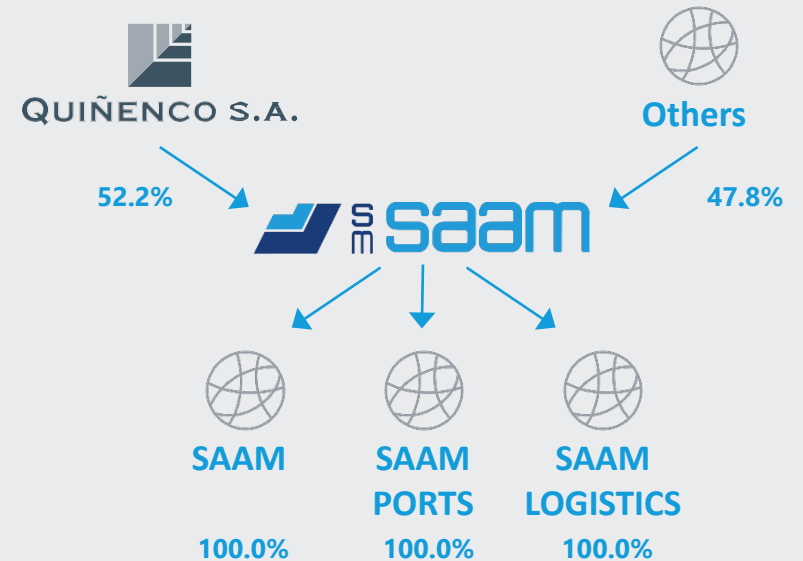 QUIÑENCO S.A.
Others
52.2%
47.8%
SM saam
SAAM
SAAM
PORTS
SAAM
LOGISTICS
100.0%
100.0%
100.0%